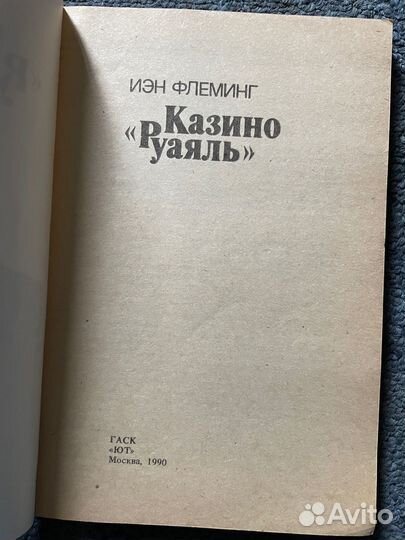 ИЭН ФЛЕМИНГ
Казино
«Руаяль»
ГАСК
«ЮТ»
Москва, 1990
Avito